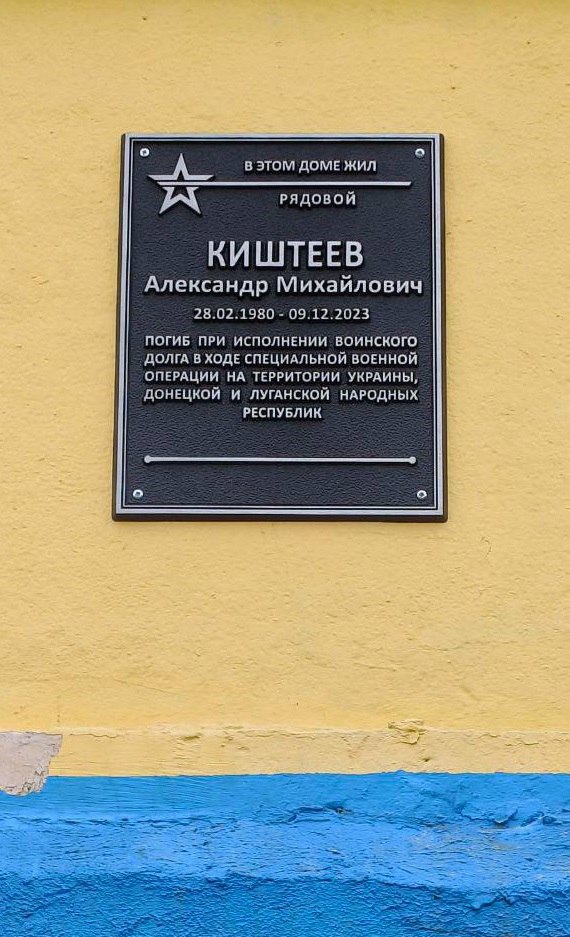 В ЭТОМ ДОМЕ ЖИЛ
РЯДОВОЙ
КИШТЕЕВ
Александр Михайлович
28.02.1980 - 09.12.2023
ПОГИБ ПРИ ИСПОЛНЕНИИ ВОИНСКОГО
ДОЛГА В ХОДЕ СПЕЦИАЛЬНОЙ ВОЕННОЙ
ОПЕРАЦИИ НА ТЕРРИТОРИИ УКРАИНЫ,
ДОНЕЦКОЙ И ЛУГАНСКОЙ НАРОДНЫХ
РЕСПУБЛИК